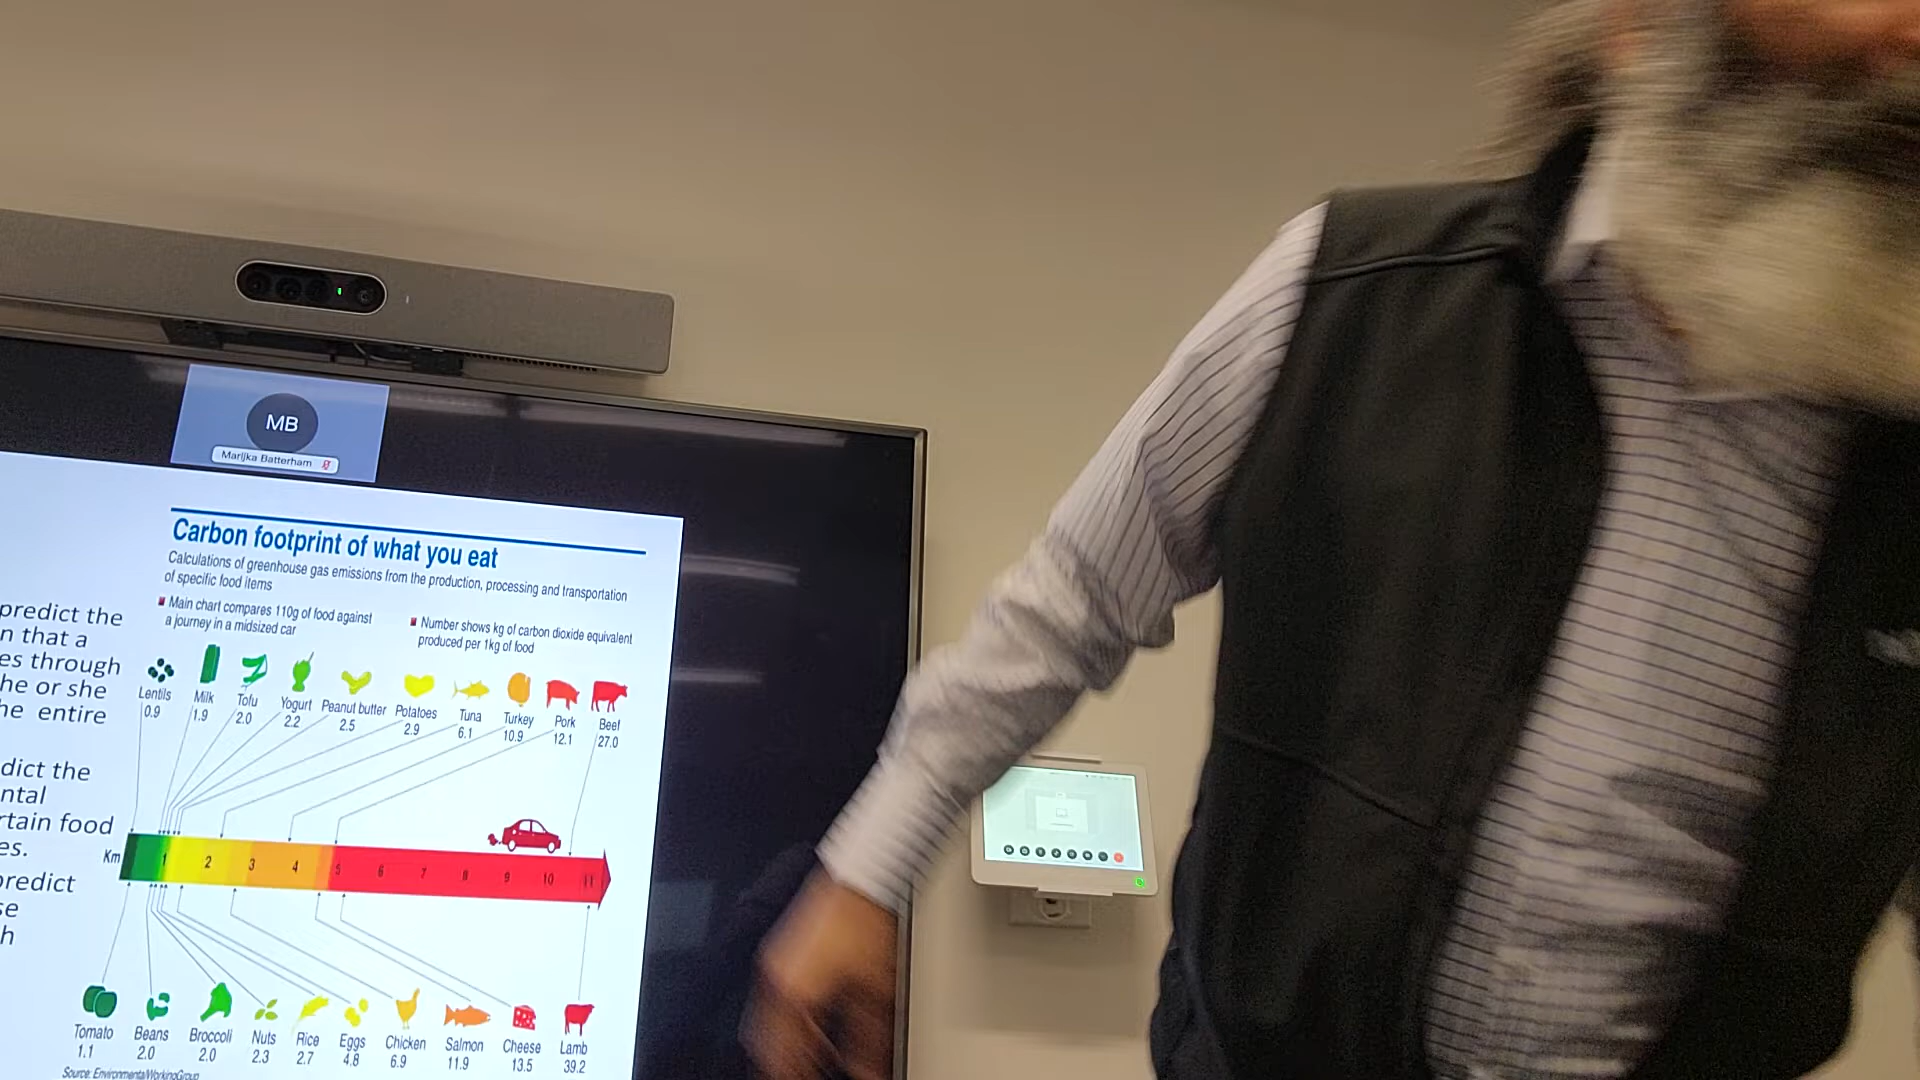 MB
Marijka Batterham
Carbon footprint of what you eat
Calculations of greenhouse gas emissions from the production, processing and transportation
of specific food items
Main chart compares 110g of food against
a journey in a midsized car
Number shows kg of carbon dioxide equivalent
produced per 1kg of food
predict the
n that a
es through
he or she
he entire
dict the
ntal
rtain food
es.
predict
se
h
Lentils Milk Tofu Yogurt Peanut butter Potatoes Tuna Turkey Pork Beef
0.9 1.9 2.0 2.2 2.5 2.9 6.1 10.9 12.1 27.0
Km 1 2 3 4 5 6 7 8 9 10 11
Tomato Beans Broccoli Nuts Rice Eggs Chicken Salmon Cheese Lamb
1.1 2.0 2.0 2.3 2.7 4.8 6.9 11.9 13.5 39.2
Source: EnvironmentalWorkingGroup